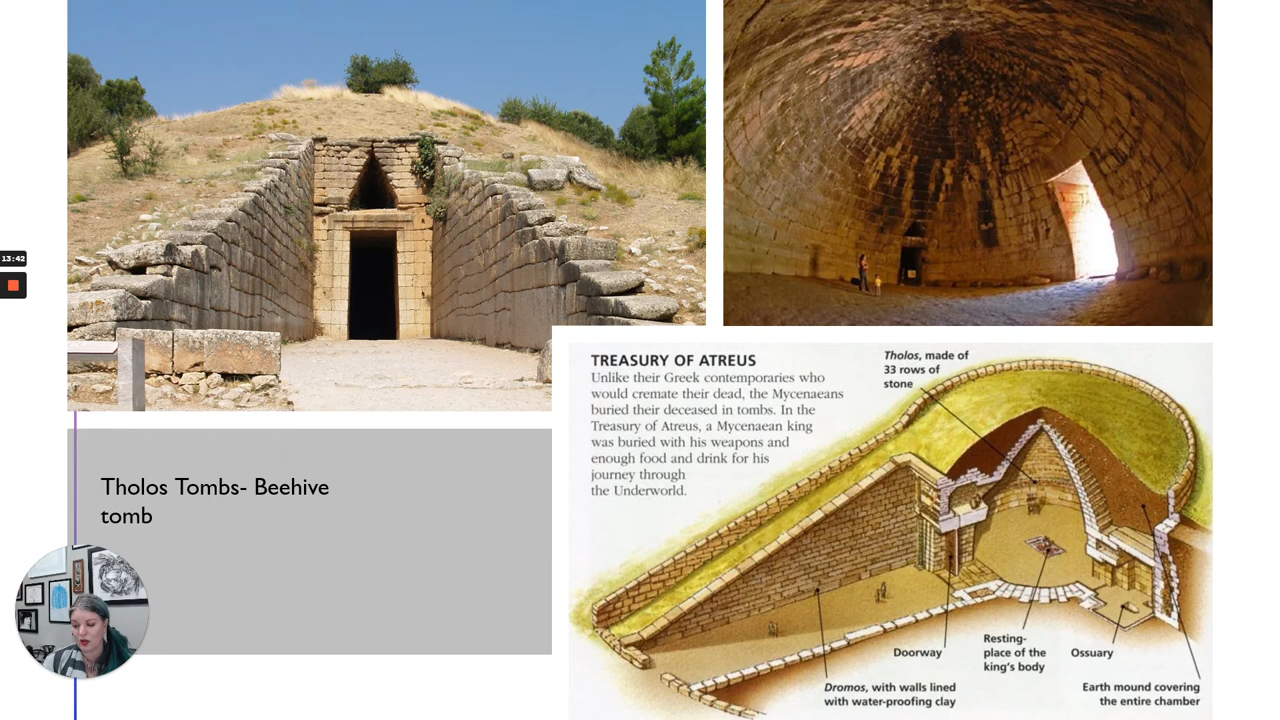 13:42
TREASURY OF ATREUS
Unlike their Greek contemporaries who
would cremate their dead, the Mycenaeans
buried their deceased in tombs. In the
Treasury of Atreus, a Mycenaean king
was buried with his weapons and
enough food and drink for his
journey through
the Underworld.
Tholos, made of
33 rows of
stone
Tholos Tombs- Beehive
tomb
Doorway
Resting-
place of the
king's body
Ossuary
Dromos, with walls lined
with water-proofing clay
Earth mound covering
the entire chamber